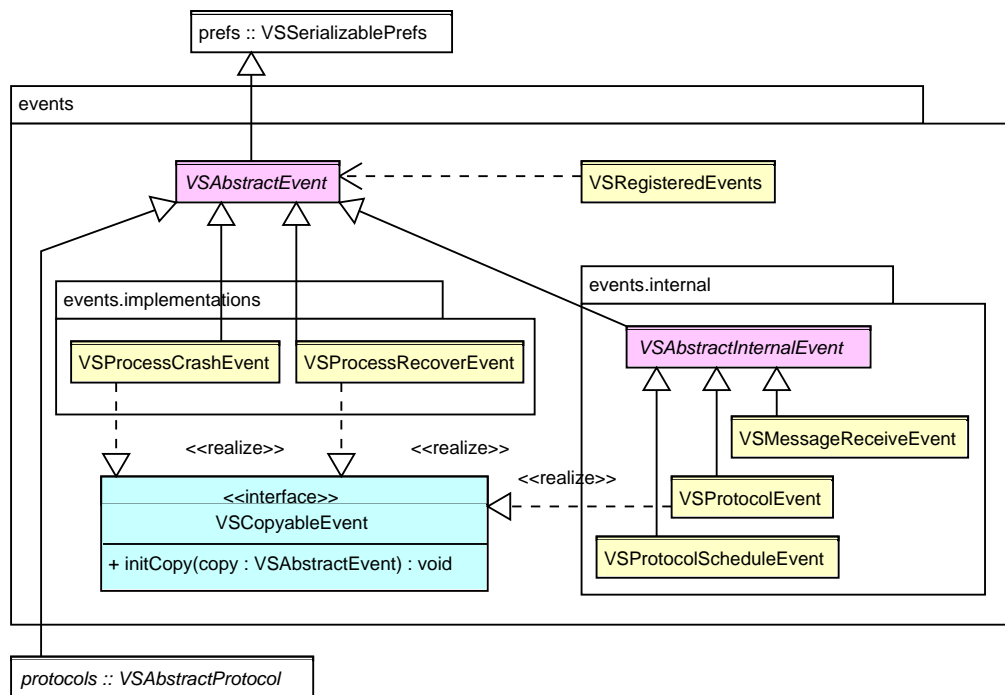 prefs :: VSSerializablePrefs
events
VSAbstractEvent
VSRegisteredEvents
events.implementations
events.internal
VSProcessCrashEvent
VSProcessRecoverEvent
VSAbstractInternalEvent
VSMessageReceiveEvent
<<realize>>
<<realize>>
<<realize>>
<<interface>>
VSCopyableEvent
VSProtocolEvent
+ initCopy(copy : VSAbstractEvent) : void
VSProtocolScheduleEvent
protocols :: VSAbstractProtocol